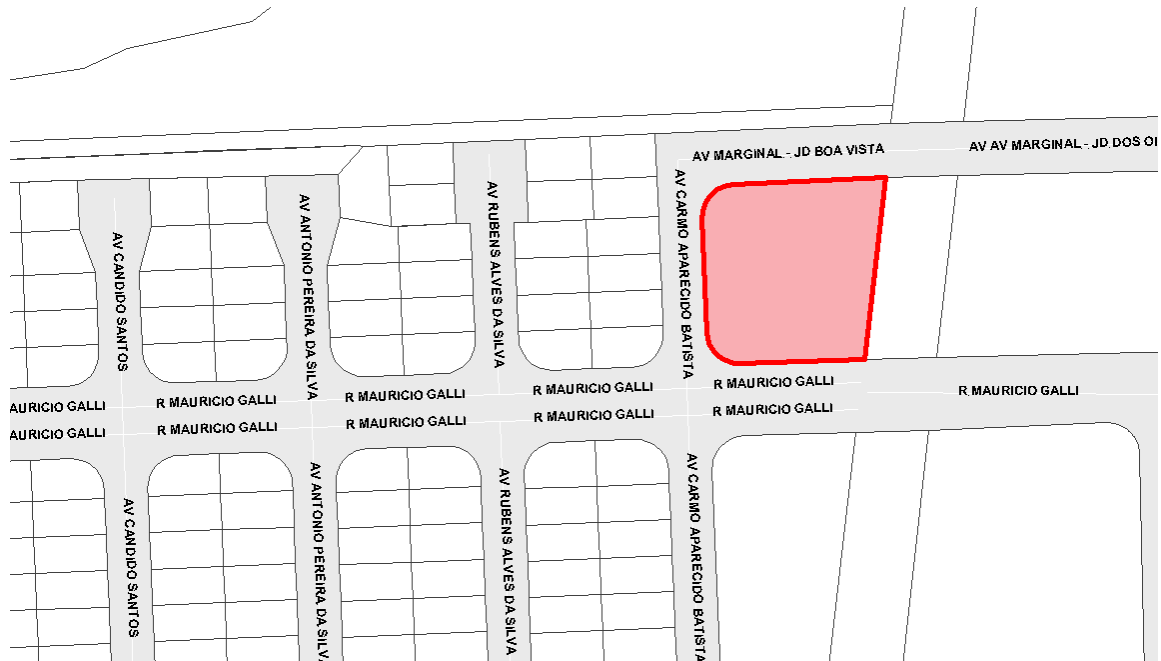 AV MARGINAL - JD BOA VISTA
AV AV MARGINAL - JD DOS OI
AV CANDIDO SANTOS
AV ANTONIO PEREIRA DA SILVA
AV RUBENS ALVES DA SILVA
AV CARMO APARECIDO BATISTA
AURICIO GALLI
R MAURICIO GALLI
R MAURICIO GALLI
R MAURICIO GALLI
R MAURICIO GALLI
R MAURICIO GALLI
AURICIO GALLI
R MAURICIO GALLI
R MAURICIO GALLI
R MAURICIO GALLI
R MAURICIO GALLI
AV CANDIDO SANTOS
AV ANTONIO PEREIRA DA SILV
AV RUBENS ALVES DA SILVA
AV CARMO APARECIDO BATISTA